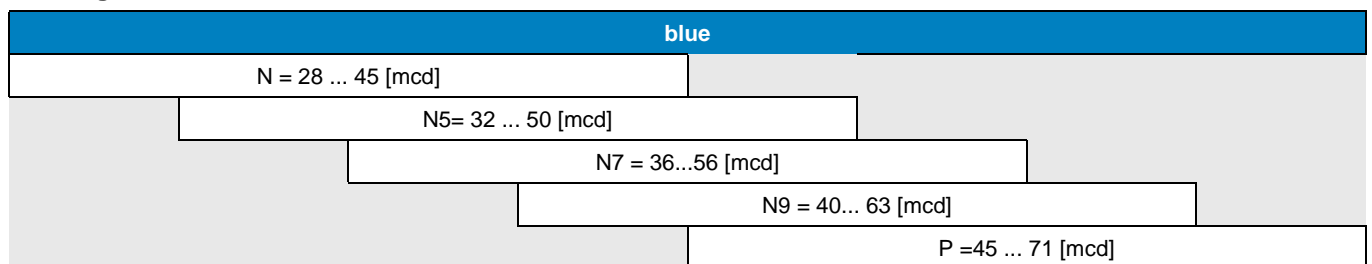 blue
N = 28 ... 45 [mcd]
N5= 32 ... 50 [mcd]
N7 = 36...56 [mcd]
N9 = 40... 63 [mcd]
P =45 ... 71 [mcd]